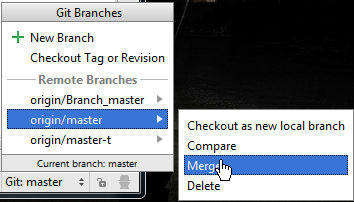 Git Branches
New Branch
Checkout Tag or Revision
Remote Branches
origin/Branch_master
origin/master
origin/master-t
Current branch: master
Git: master
Checkout as new local branch
Compare
Merge
Delete